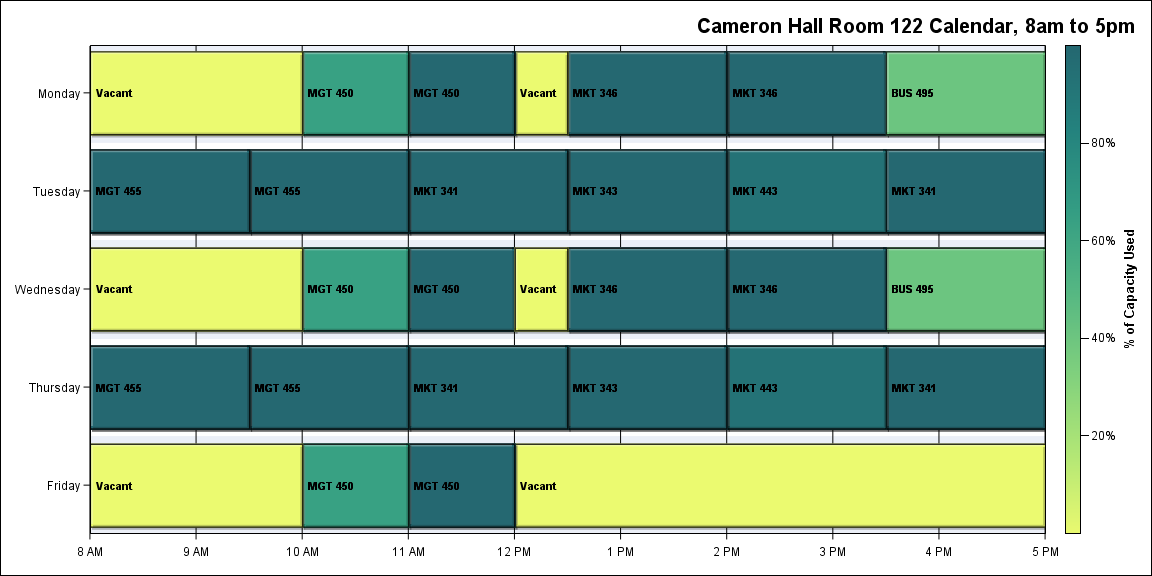 Cameron Hall Room 122 Calendar, 8am to 5pm
Monday
Vacant
MGT 450
MGT 450
Vacant
MKT 346
MKT 346
BUS 495
Tuesday
MGT 455
MGT 455
MKT 341
MKT 343
MKT 443
MKT 341
Wednesday
Vacant
MGT 450
MGT 450
Vacant
MKT 346
MKT 346
BUS 495
Thursday
MGT 455
MGT 455
MKT 341
MKT 343
MKT 443
MKT 341
Friday
Vacant
MGT 450
MGT 450
Vacant
8 AM
9 AM
10 AM
11 AM
12 PM
1 PM
2 PM
3 PM
4 PM
5 PM
80%
60%
40%
20%
% of Capacity Used